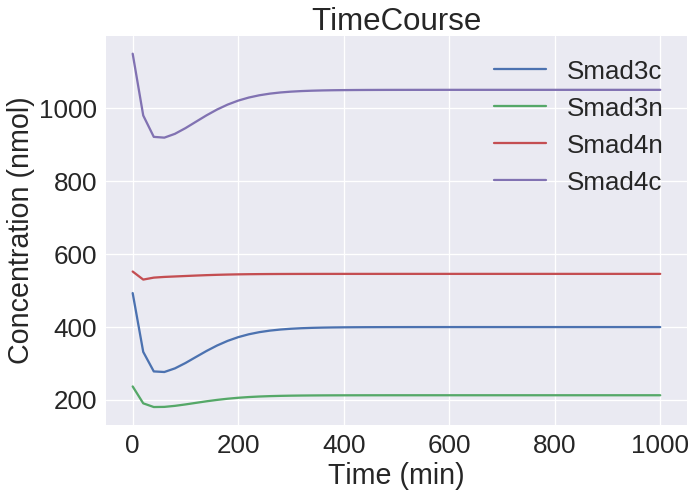 TimeCourse
Concentration (nmol)
1000
800
600
400
200
Smad3c
Smad3n
Smad4n
Smad4c
0 200 400 600 800 1000
Time (min)